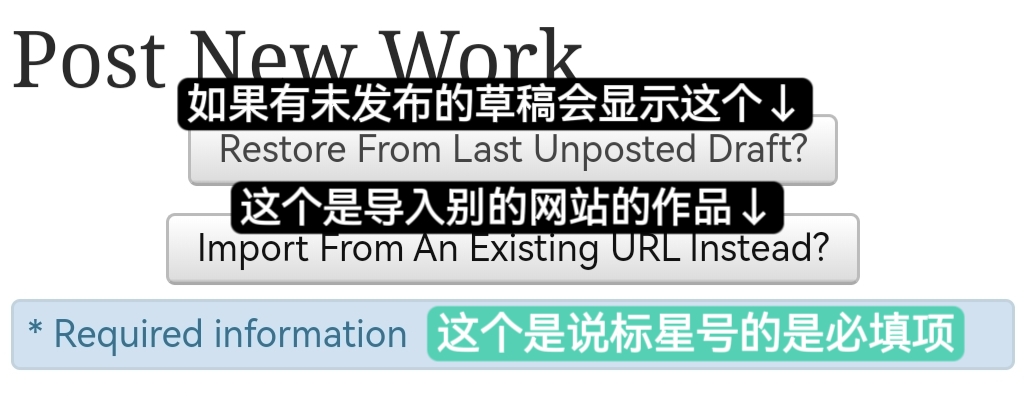 Post New Work
如果有未发布的草稿会显示这个↓
Restore From Last Unposted Draft?
这个是导入别的网站的作品↓
Import From An Existing URL Instead?
* Required information 这个是说标星号的是必填项